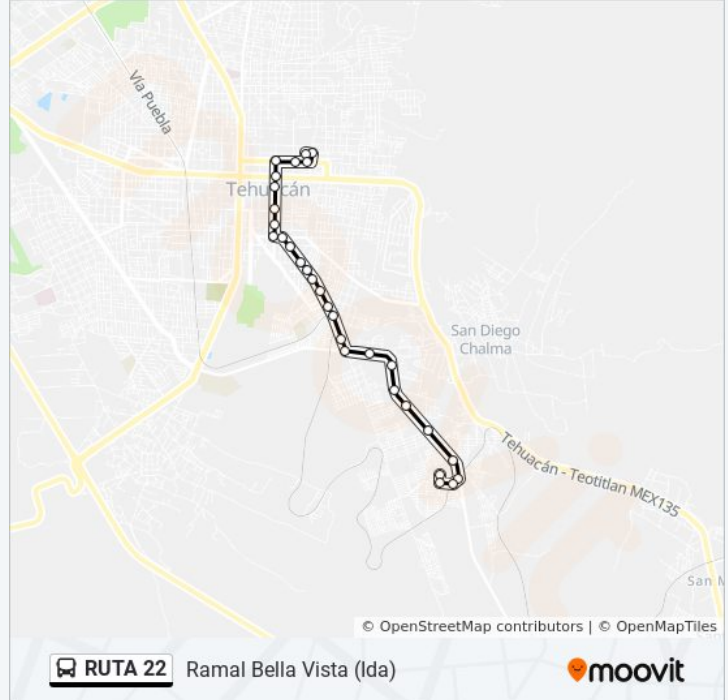 Vía Puebla
Tehuacán
San Diego
Chalma
Tehuacán - Teotitlan MEX135
San M
© OpenStreetMap contributors | © OpenMapTiles
RUTA 22 Ramal Bella Vista (Ida)
moovit